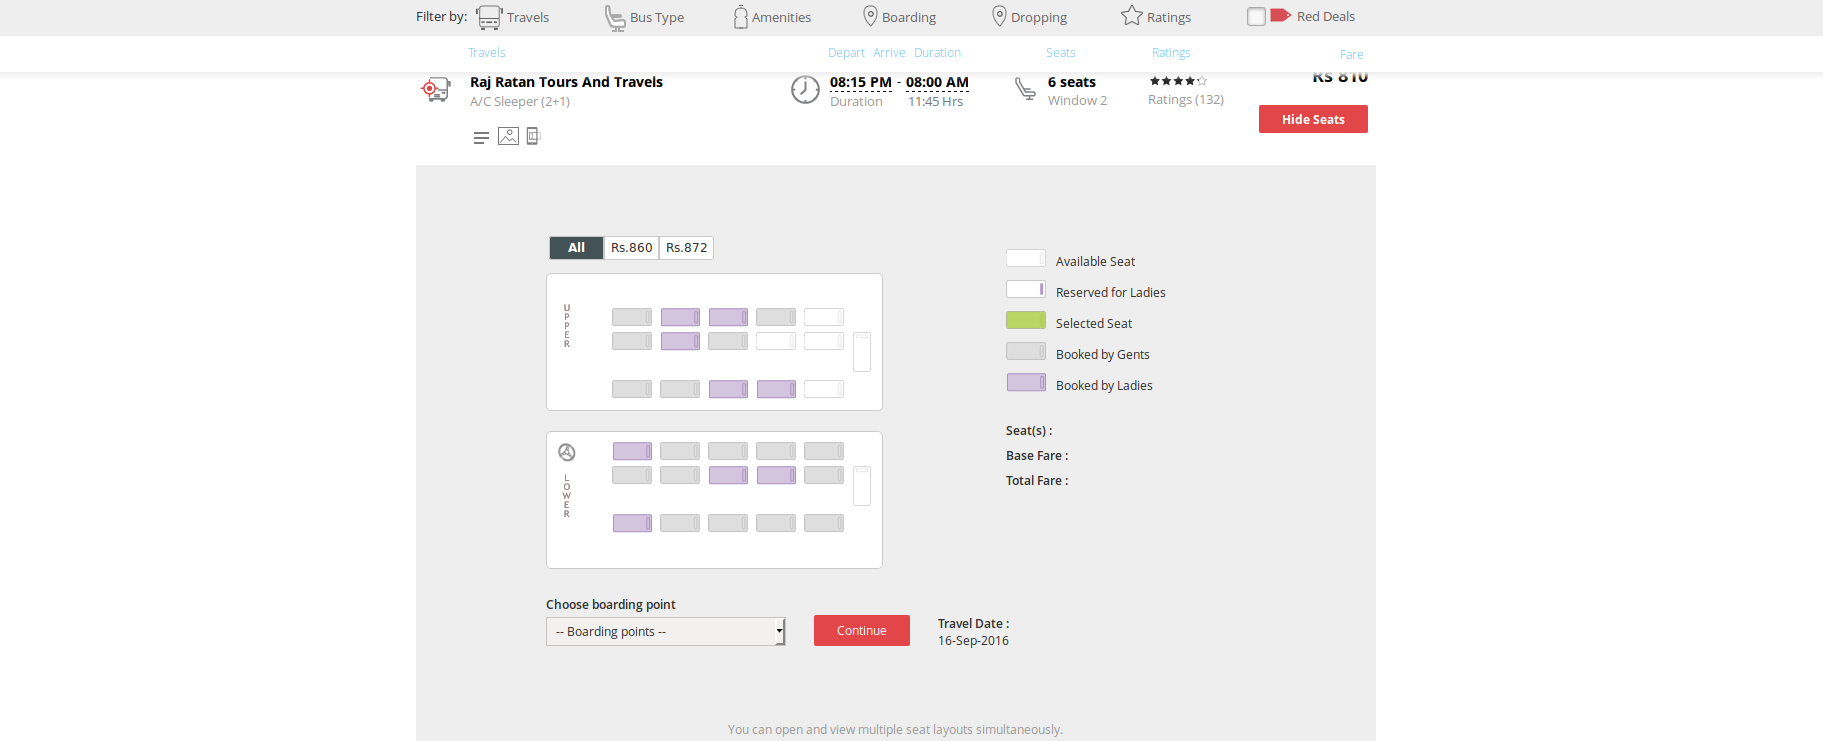 Filter by: Travels Bus Type Amenities Boarding Dropping Ratings Red Deals
Travels Depart Arrive Duration Seats Ratings Fare
Raj Ratan Tours And Travels 08:15 PM - 08:00 AM 6 seats Rs 810
A/C Sleeper (2+1) Duration 11:45 Hrs Window 2 Ratings (132)
Hide Seats
All Rs.860 Rs.872
UPPER
LOWER
Available Seat
Reserved for Ladies
Selected Seat
Booked by Gents
Booked by Ladies
Seat(s) :
Base Fare :
Total Fare :
Choose boarding point
-- Boarding points --
Continue
Travel Date :
16-Sep-2016
You can open and view multiple seat layouts simultaneously.